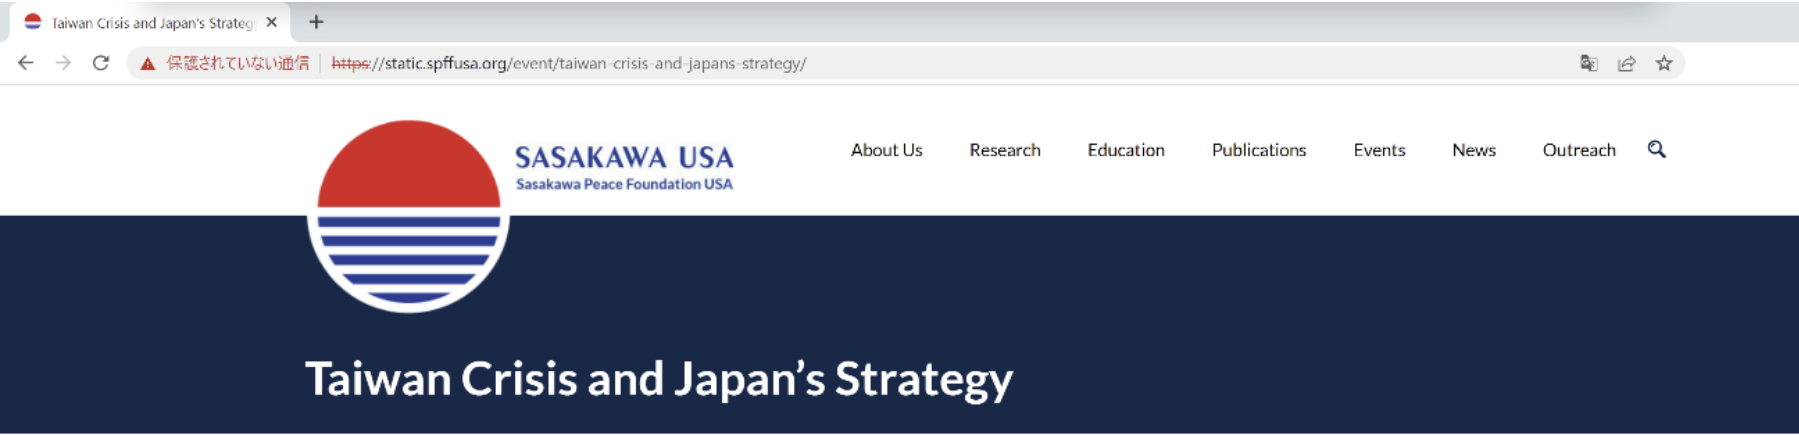 Taiwan Crisis and Japan's Strateg
保護されていない通信 | https://static.spffusa.org/event/taiwan-crisis-and-japans-strategy/
SASAKAWA USA
Sasakawa Peace Foundation USA
About Us Research Education Publications Events News Outreach
Taiwan Crisis and Japan’s Strategy